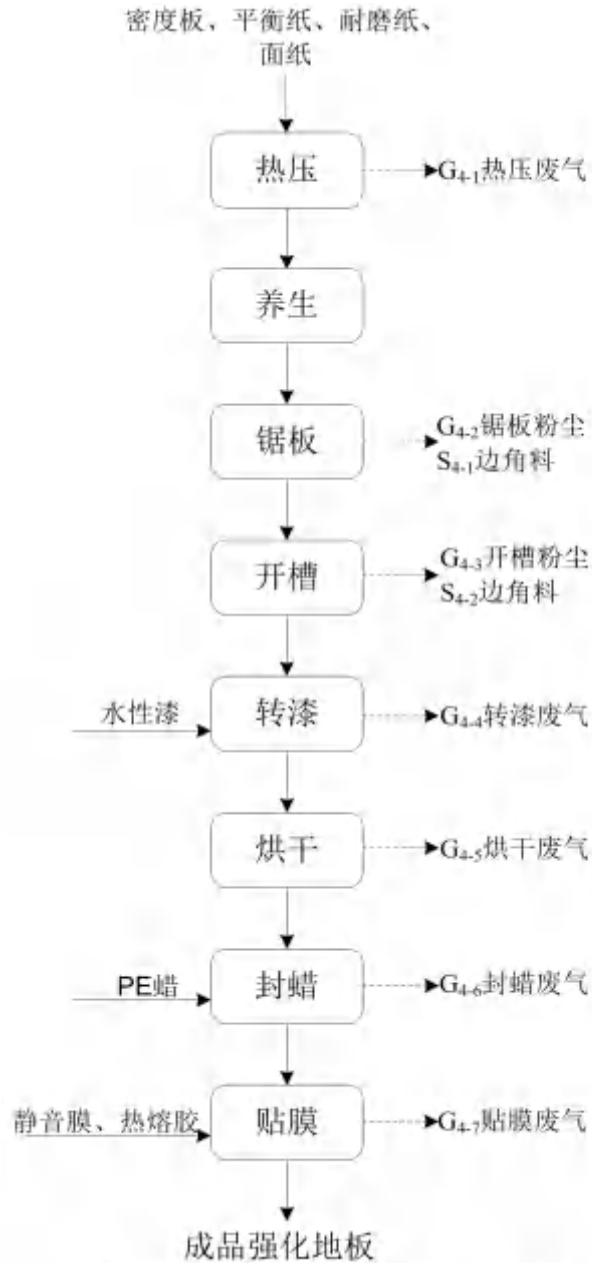 密度板、平衡纸、耐磨纸、
面纸
热压
G4-1热压废气
养生
锯板
G4-2锯板粉尘
S4-1边角料
开槽
G4-3开槽粉尘
S4-2边角料
水性漆
转漆
G4-4转漆废气
烘干
G4-5烘干废气
PE蜡
封蜡
G4-6封蜡废气
静音膜、热熔胶
贴膜
G4-7贴膜废气
成品强化地板